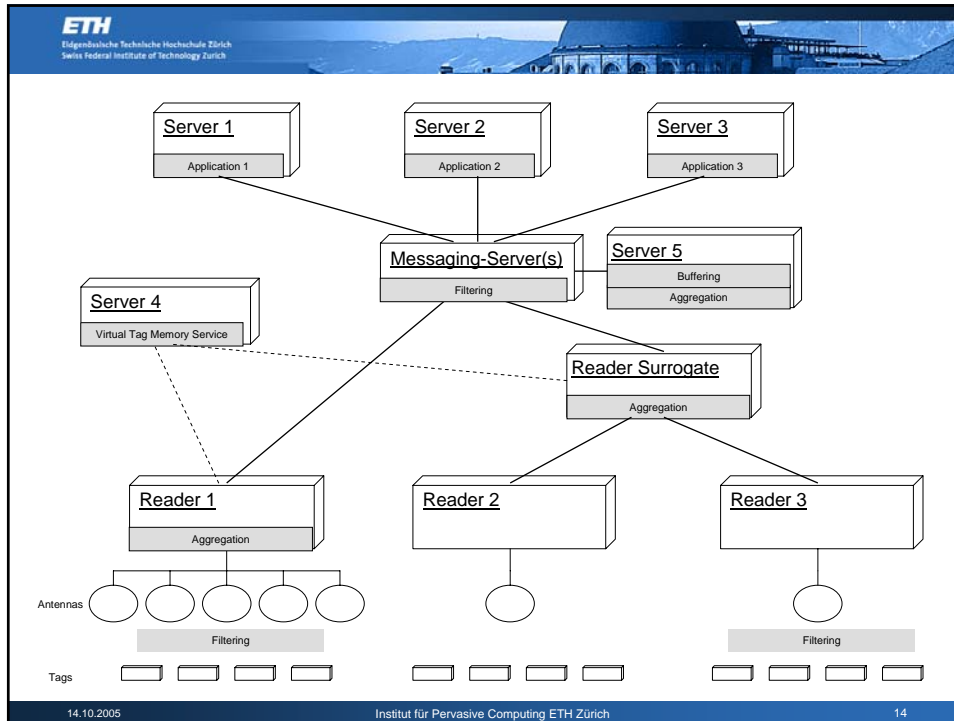 ETH
Eidgenössische Technische Hochschule Zürich
Swiss Federal Institute of Technology Zurich
Server 1
Application 1
Server 2
Application 2
Server 3
Application 3
Messaging-Server(s)
Filtering
Server 5
Buffering
Aggregation
Server 4
Virtual Tag Memory Service
Reader Surrogate
Aggregation
Reader 1
Aggregation
Reader 2
Reader 3
Antennas
Filtering
Filtering
Tags
14.10.2005
Institut für Pervasive Computing ETH Zürich
14